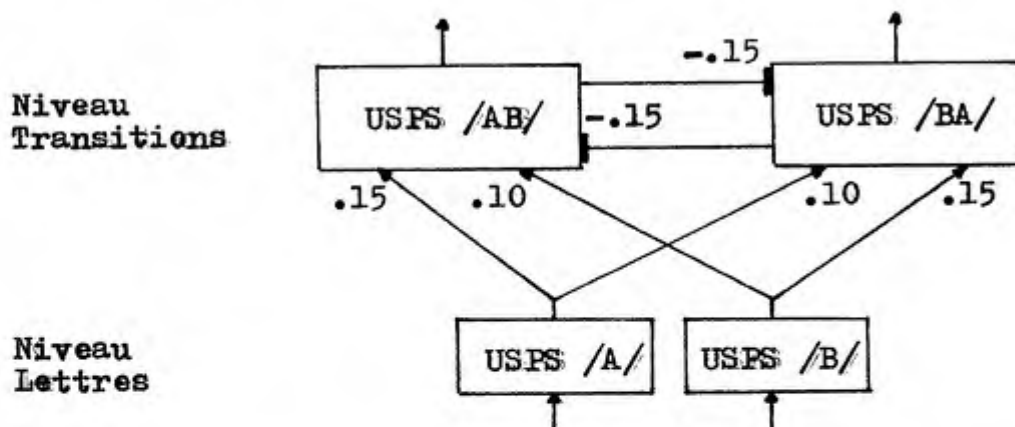 -.15
Niveau
Transitions
USPS /AB/
-.15
USPS /BA/
.15
.10
.10
.15
Niveau
Lettres
USPS /A/
USPS /B/